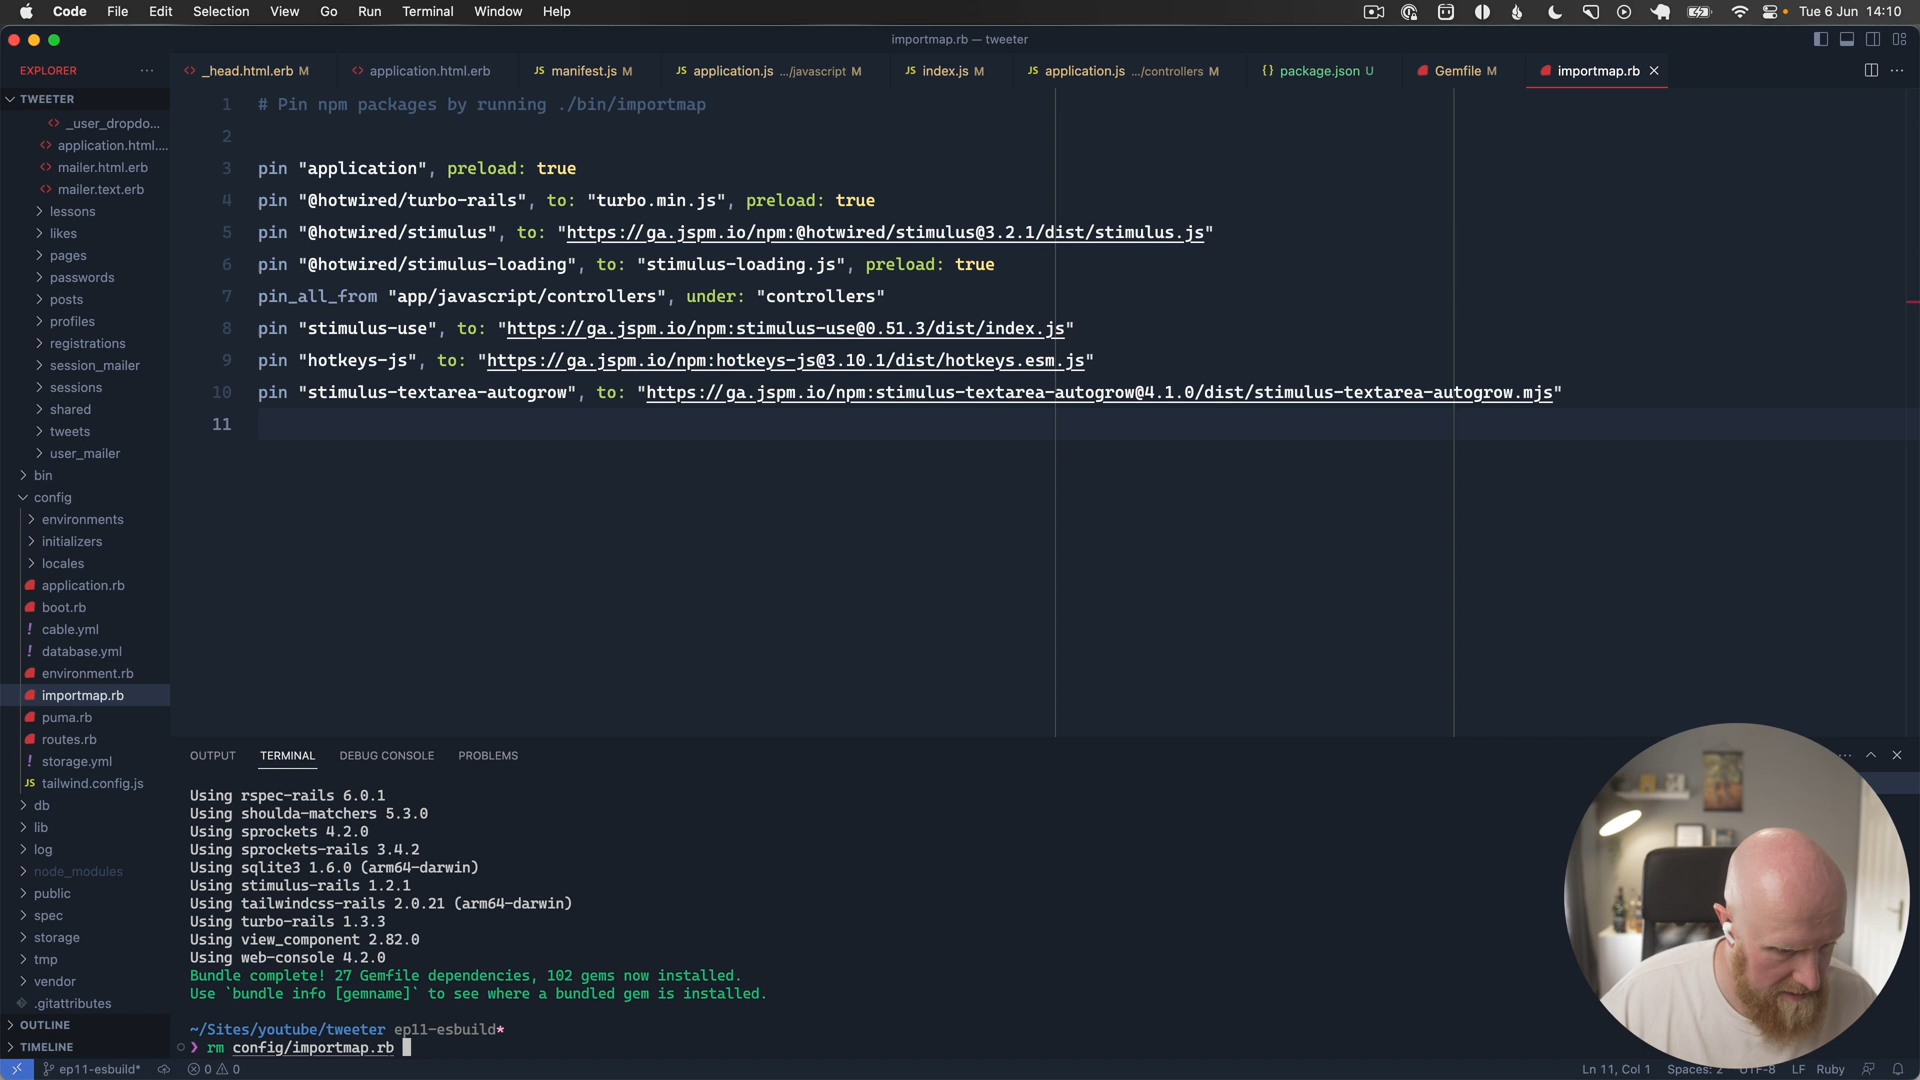 Code File Edit Selection View Go Run Terminal Window Help
Tue 6 Jun 14:10
importmap.rb — tweeter
EXPLORER
_head.html.erb M
application.html.erb
JS manifest.js M
JS application.js .../javascript M
JS index.js M
JS application.js .../controllers M
{} package.json U
Gemfile M
importmap.rb
TWEETER
_user_dropdo...
application.html....
mailer.html.erb
mailer.text.erb
lessons
likes
pages
passwords
posts
profiles
registrations
session_mailer
sessions
shared
tweets
user_mailer
bin
config
environments
initializers
locales
application.rb
boot.rb
! cable.yml
! database.yml
environment.rb
importmap.rb
puma.rb
routes.rb
! storage.yml
JS tailwind.config.js
db
lib
log
node_modules
public
spec
storage
tmp
vendor
.gitattributes
OUTLINE
TIMELINE
1 # Pin npm packages by running ./bin/importmap
2
3 pin "application", preload: true
4 pin "@hotwired/turbo-rails", to: "turbo.min.js", preload: true
5 pin "@hotwired/stimulus", to: "https://ga.jspm.io/npm:@hotwired/stimulus@3.2.1/dist/stimulus.js"
6 pin "@hotwired/stimulus-loading", to: "stimulus-loading.js", preload: true
7 pin_all_from "app/javascript/controllers", under: "controllers"
8 pin "stimulus-use", to: "https://ga.jspm.io/npm:stimulus-use@0.51.3/dist/index.js"
9 pin "hotkeys-js", to: "https://ga.jspm.io/npm:hotkeys-js@3.10.1/dist/hotkeys.esm.js"
10 pin "stimulus-textarea-autogrow", to: "https://ga.jspm.io/npm:stimulus-textarea-autogrow@4.1.0/dist/stimulus-textarea-autogrow.mjs"
11
OUTPUT TERMINAL DEBUG CONSOLE PROBLEMS
Using rspec-rails 6.0.1
Using shoulda-matchers 5.3.0
Using sprockets 4.2.0
Using sprockets-rails 3.4.2
Using sqlite3 1.6.0 (arm64-darwin)
Using stimulus-rails 1.2.1
Using tailwindcss-rails 2.0.21 (arm64-darwin)
Using turbo-rails 1.3.3
Using view_component 2.82.0
Using web-console 4.2.0
Bundle complete! 27 Gemfile dependencies, 102 gems now installed.
Use `bundle info [gemname]` to see where a bundled gem is installed.
~/Sites/youtube/tweeter ep11-esbuild*
❯ rm config/importmap.rb
ep11-esbuild* 0 0
Ln 11, Col 1 Spaces: 2 UTF-8 LF Ruby